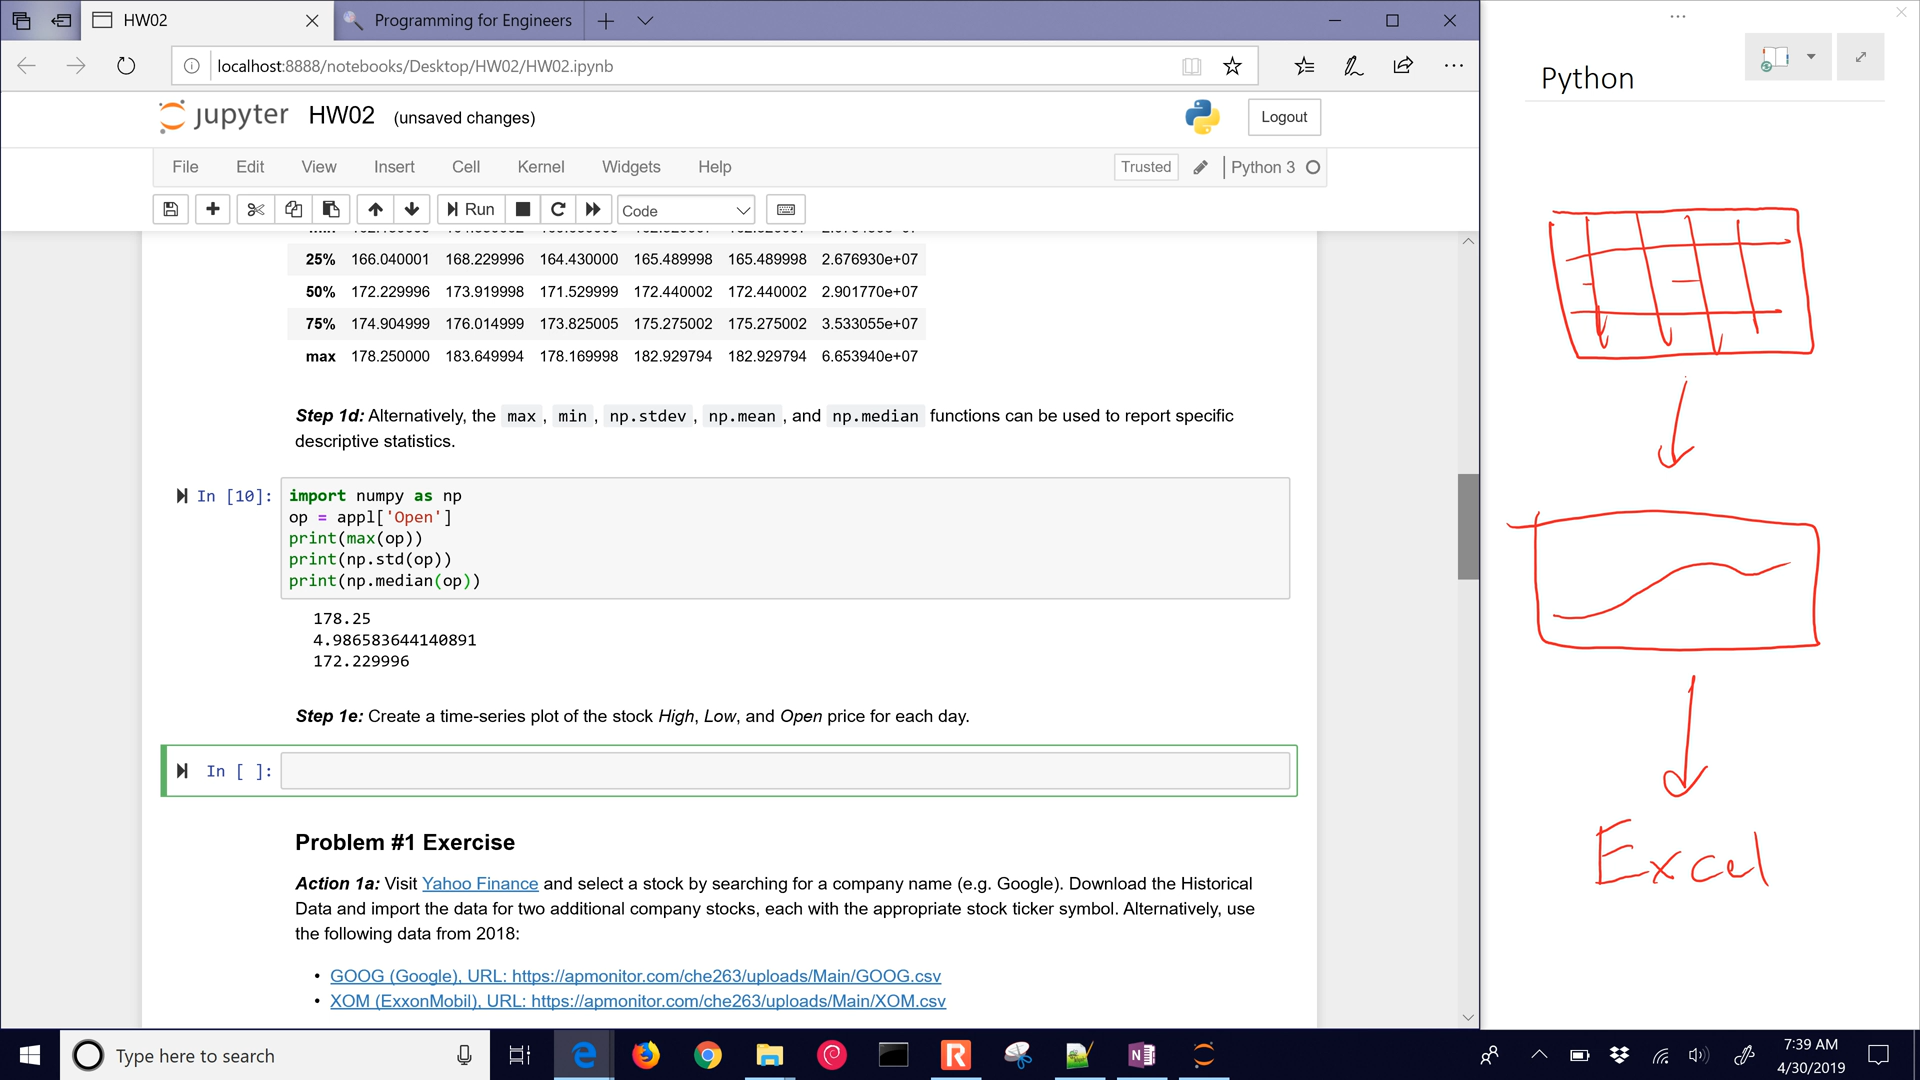 HW02
Programming for Engineers
localhost:8888/notebooks/Desktop/HW02/HW02.ipynb
jupyter HW02 (unsaved changes)
Logout
File Edit View Insert Cell Kernel Widgets Help
Trusted Python 3
Run Code
25% 166.040001 168.229996 164.430000 165.489998 165.489998 2.676930e+07
50% 172.229996 173.919998 171.529999 172.440002 172.440002 2.901770e+07
75% 174.904999 176.014999 173.825005 175.275002 175.275002 3.533055e+07
max 178.250000 183.649994 178.169998 182.929794 182.929794 6.653940e+07
Step 1d: Alternatively, the max , min , np.stdev , np.mean , and np.median functions can be used to report specific
descriptive statistics.
In [10]:
import numpy as np
op = appl['Open']
print(max(op))
print(np.std(op))
print(np.median(op))
178.25
4.986583644140891
172.229996
Step 1e: Create a time-series plot of the stock High, Low, and Open price for each day.
In [ ]:
Problem #1 Exercise
Action 1a: Visit Yahoo Finance and select a stock by searching for a company name (e.g. Google). Download the Historical
Data and import the data for two additional company stocks, each with the appropriate stock ticker symbol. Alternatively, use
the following data from 2018:
• GOOG (Google), URL: https://apmonitor.com/che263/uploads/Main/GOOG.csv
• XOM (ExxonMobil), URL: https://apmonitor.com/che263/uploads/Main/XOM.csv
Python
Excel
Type here to search
7:39 AM
4/30/2019